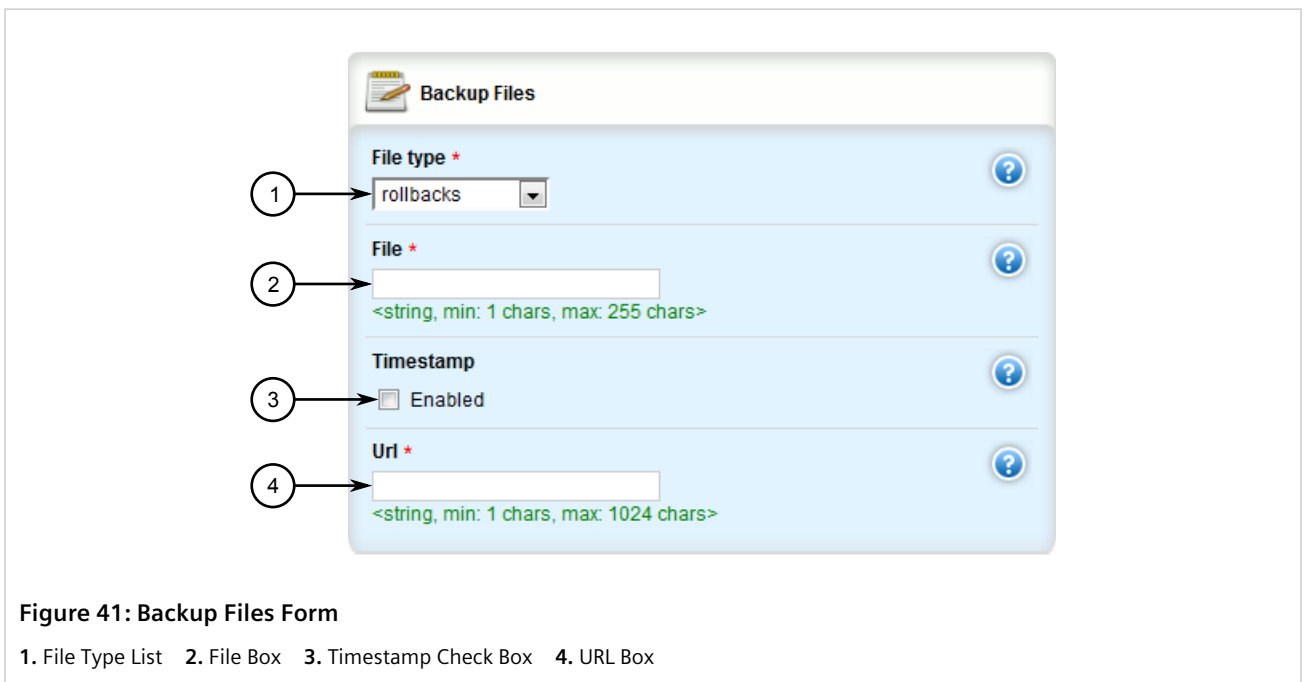 Backup Files
File type *
1
rollbacks
File *
2
<string, min: 1 chars, max: 255 chars>
Timestamp
3
Enabled
Url *
4
<string, min: 1 chars, max: 1024 chars>
Figure 41: Backup Files Form
1. File Type List 2. File Box 3. Timestamp Check Box 4. URL Box